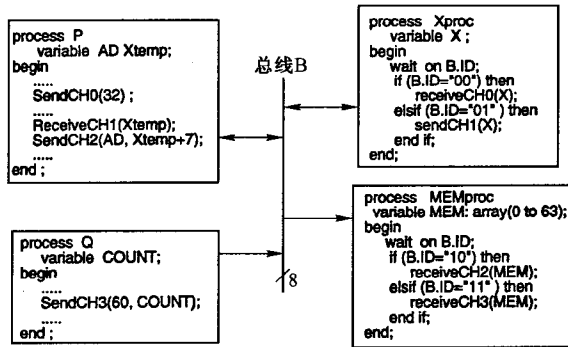 process P
variable AD Xtemp;
begin
.....
SendCH0(32) ;
.....
ReceiveCH1(Xtemp);
SendCH2(AD, Xtemp+7);
.....
end ;
process Q
variable COUNT;
begin
.....
SendCH3(60, COUNT);
.....
end ;
总线B
8
process Xproc
variable X ;
begin
wait on B.ID;
if (B.ID="00") then
receiveCH0(X);
elsif (B.ID="01" ) then
sendCH1(X);
end if;
end;
process MEMproc
variable MEM: array(0 to 63);
begin
wait on B.ID;
if (B.ID="10") then
receiveCH2(MEM);
elsif (B.ID="11" ) then
receiveCH3(MEM);
end if;
end;